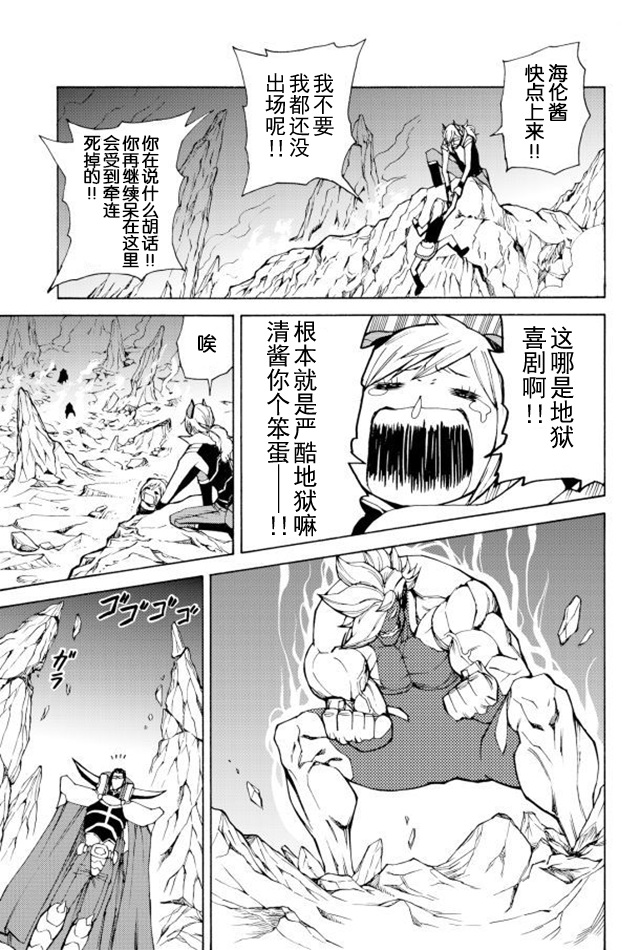 海伦酱
快点上来!!
我不要
我都还没
出场呢!!
你在说什么胡话!!
你再继续呆在这里
会受到牵连
死掉的!!
这哪是地狱
喜剧啊!!
根本就是严酷地狱嘛
清酱你个笨蛋——!!
唉
ゴゴゴゴ
ガラ